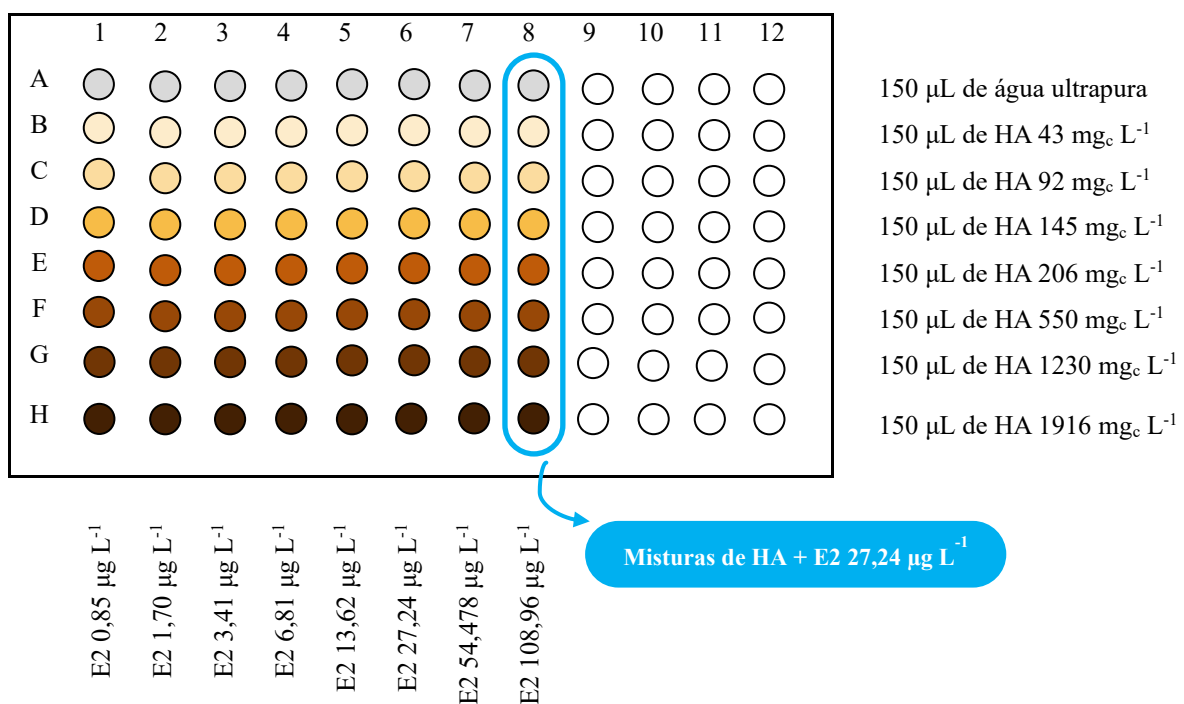 1 2 3 4 5 6 7 8 9 10 11 12
A 150 μL de água ultrapura
B 150 μL de HA 43 mgc L-1
C 150 μL de HA 92 mgc L-1
D 150 μL de HA 145 mgc L-1
E 150 μL de HA 206 mgc L-1
F 150 μL de HA 550 mgc L-1
G 150 μL de HA 1230 mgc L-1
H 150 μL de HA 1916 mgc L-1
E2 0,85 μg L-1
E2 1,70 μg L-1
E2 3,41 μg L-1
E2 6,81 μg L-1
E2 13,62 μg L-1
E2 27,24 μg L-1
E2 54,478 μg L-1
E2 108,96 μg L-1
Misturas de HA + E2 27,24 μg L-1